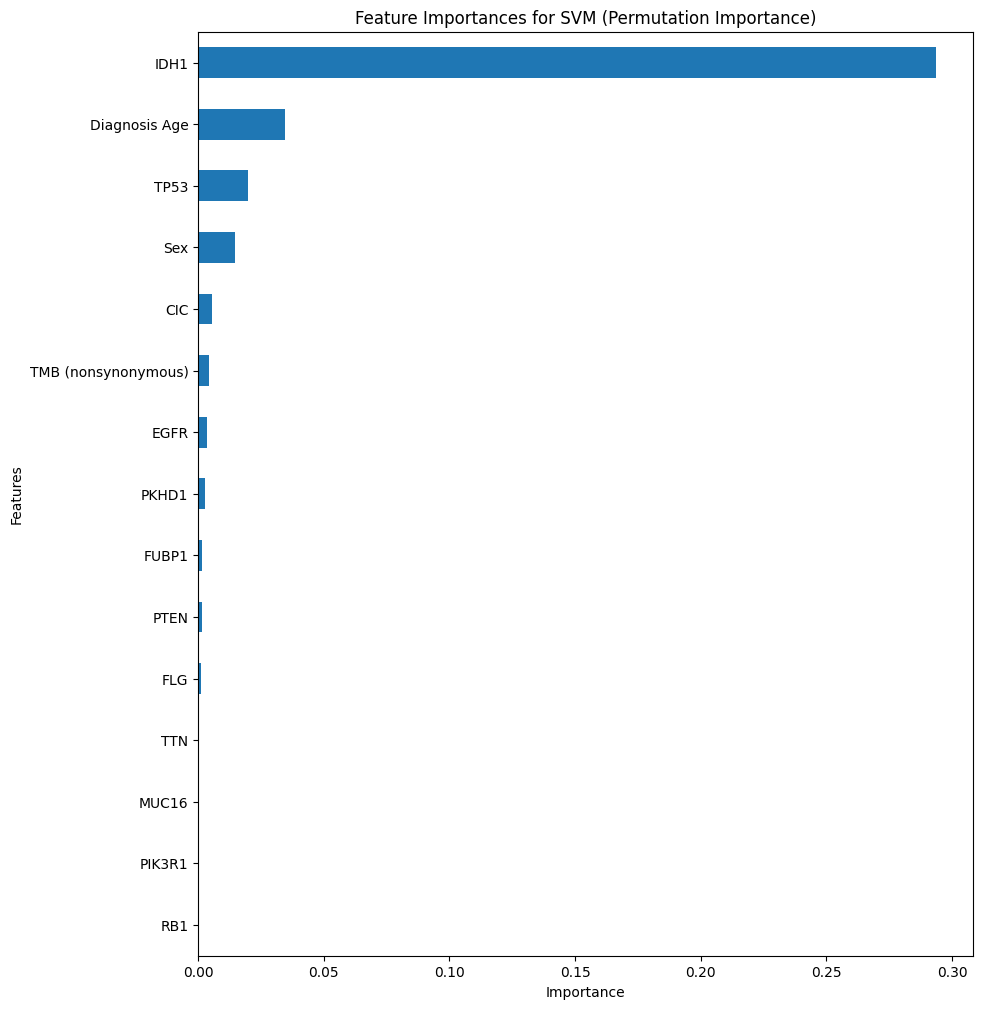 Feature Importances for SVM (Permutation Importance)
IDH1
Diagnosis Age
TP53
Sex
CIC
TMB (nonsynonymous)
EGFR
PKHD1
FUBP1
PTEN
FLG
TTN
MUC16
PIK3R1
RB1
Features
0.00 0.05 0.10 0.15 0.20 0.25 0.30
Importance